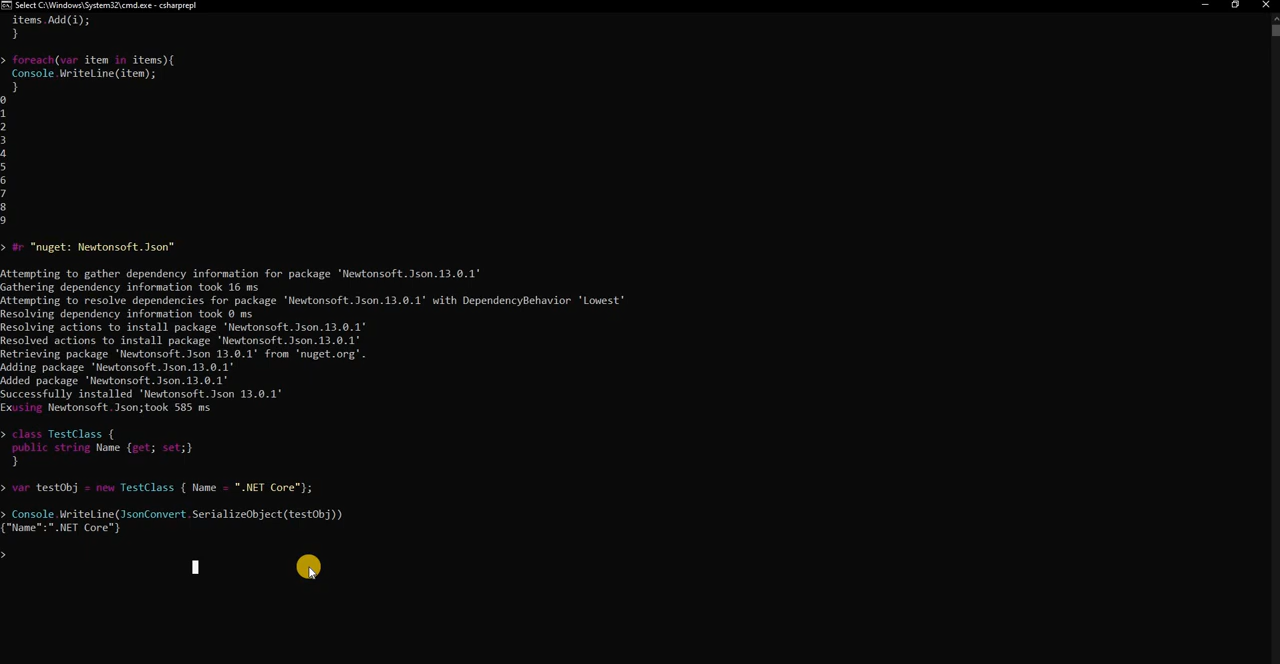 Select C:\Windows\System32\cmd.exe - csharprepl
items.Add(i);
}
> foreach(var item in items){
Console.WriteLine(item);
}
0
1
2
3
4
5
6
7
8
9
> #r "nuget: Newtonsoft.Json"
Attempting to gather dependency information for package 'Newtonsoft.Json.13.0.1'
Gathering dependency information took 16 ms
Attempting to resolve dependencies for package 'Newtonsoft.Json.13.0.1' with DependencyBehavior 'Lowest'
Resolving dependency information took 0 ms
Resolving actions to install package 'Newtonsoft.Json.13.0.1'
Resolved actions to install package 'Newtonsoft.Json.13.0.1'
Retrieving package 'Newtonsoft.Json 13.0.1' from 'nuget.org'.
Adding package 'Newtonsoft.Json.13.0.1'
Added package 'Newtonsoft.Json.13.0.1'
Successfully installed 'Newtonsoft.Json 13.0.1'
Exusing Newtonsoft.Json;took 585 ms
> class TestClass {
public string Name {get; set;}
}
> var testObj = new TestClass { Name = ".NET Core"};
> Console.WriteLine(JsonConvert.SerializeObject(testObj))
{"Name":".NET Core"}
>